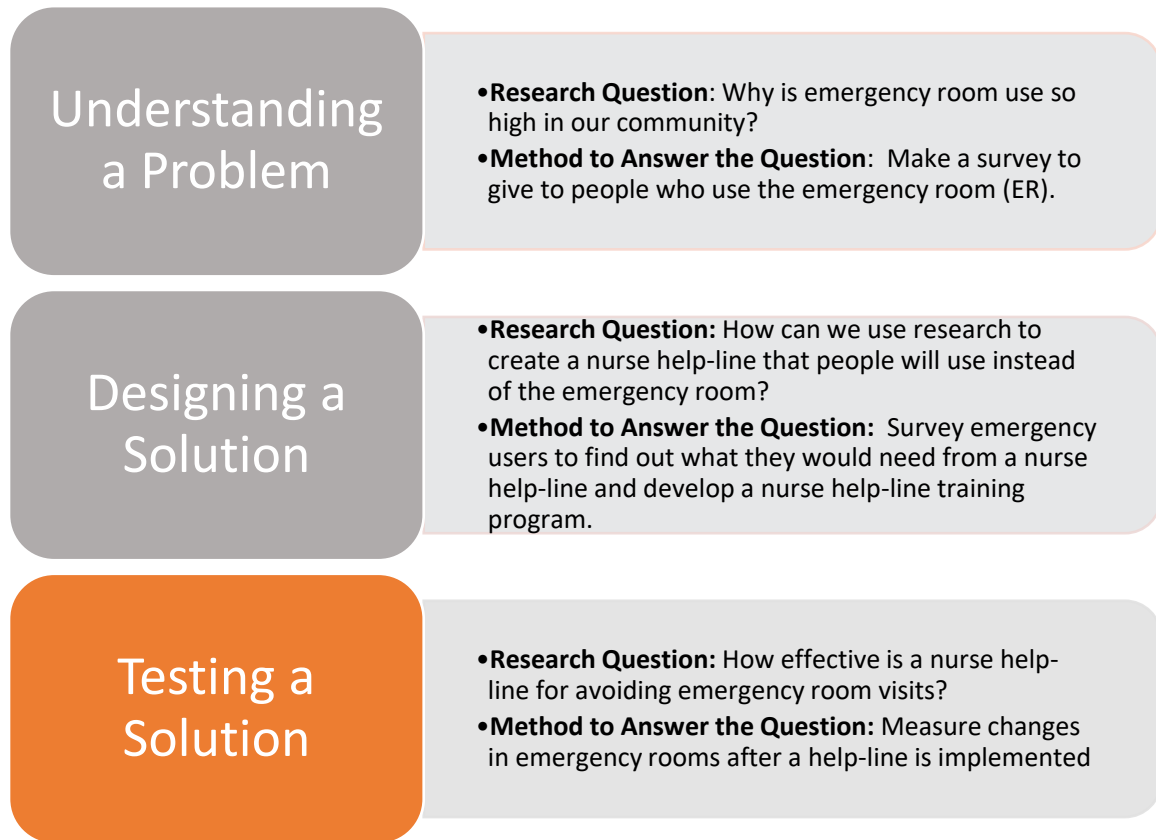 Understanding
a Problem
•Research Question: Why is emergency room use so
high in our community?
•Method to Answer the Question:  Make a survey to
give to people who use the emergency room (ER).
Designing a
Solution
•Research Question: How can we use research to
create a nurse help-line that people will use instead
of the emergency room?
•Method to Answer the Question:  Survey emergency
users to find out what they would need from a nurse
help-line and develop a nurse help-line training
program.
Testing a
Solution
•Research Question: How effective is a nurse help-
line for avoiding emergency room visits?
•Method to Answer the Question: Measure changes
in emergency rooms after a help-line is implemented